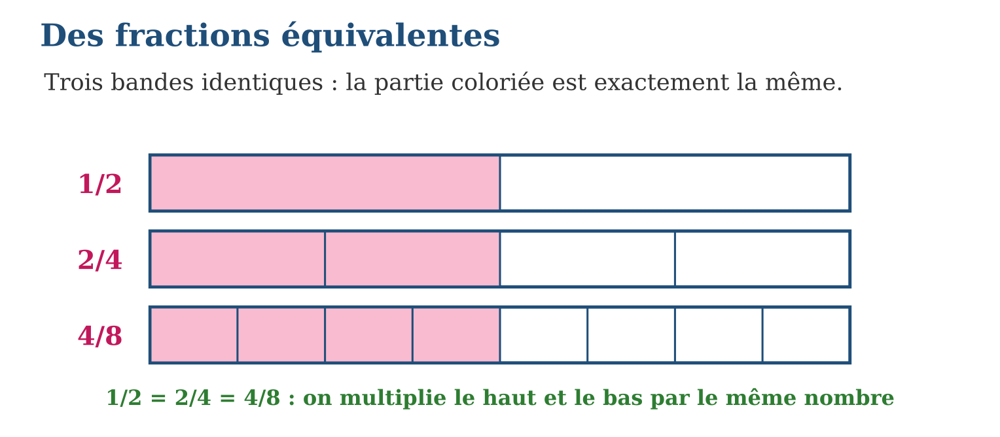 Des fractions équivalentes
Trois bandes identiques : la partie coloriée est exactement la même.
1/2
2/4
4/8
1/2 = 2/4 = 4/8 : on multiplie le haut et le bas par le même nombre